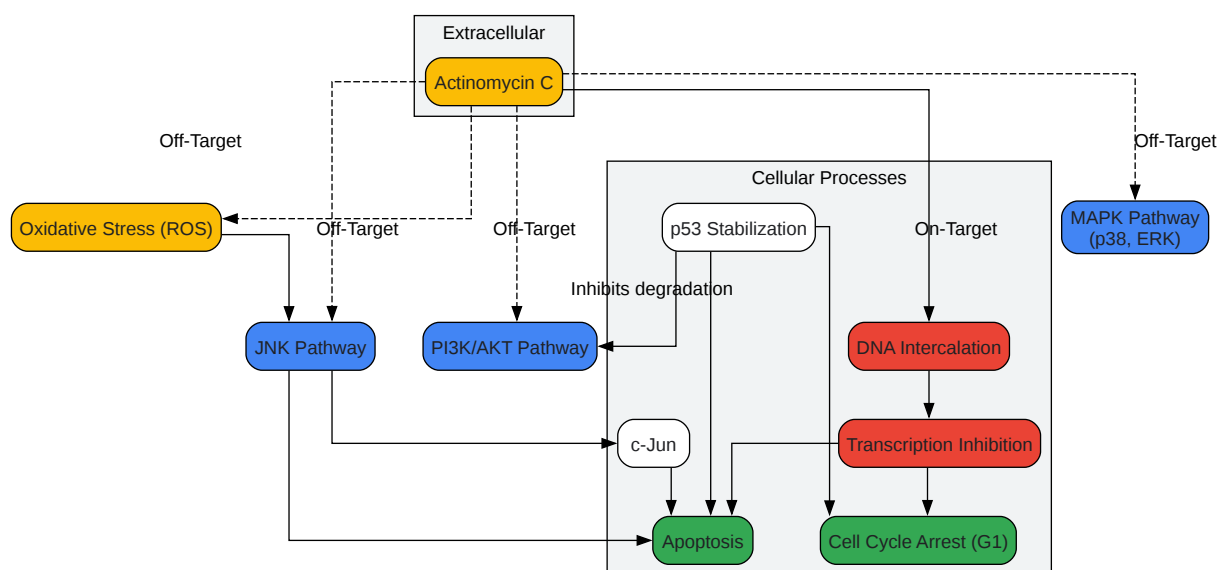 Extracellular
Actinomycin C
Off-Target
Off-Target
Cellular Processes
Oxidative Stress (ROS)
Off-Target
Off-Target
p53 Stabilization
On-Target
MAPK Pathway
(p38, ERK)
Inhibits degradation
JNK Pathway
PI3K/AKT Pathway
DNA Intercalation
c-Jun
Transcription Inhibition
Apoptosis
Cell Cycle Arrest (G1)